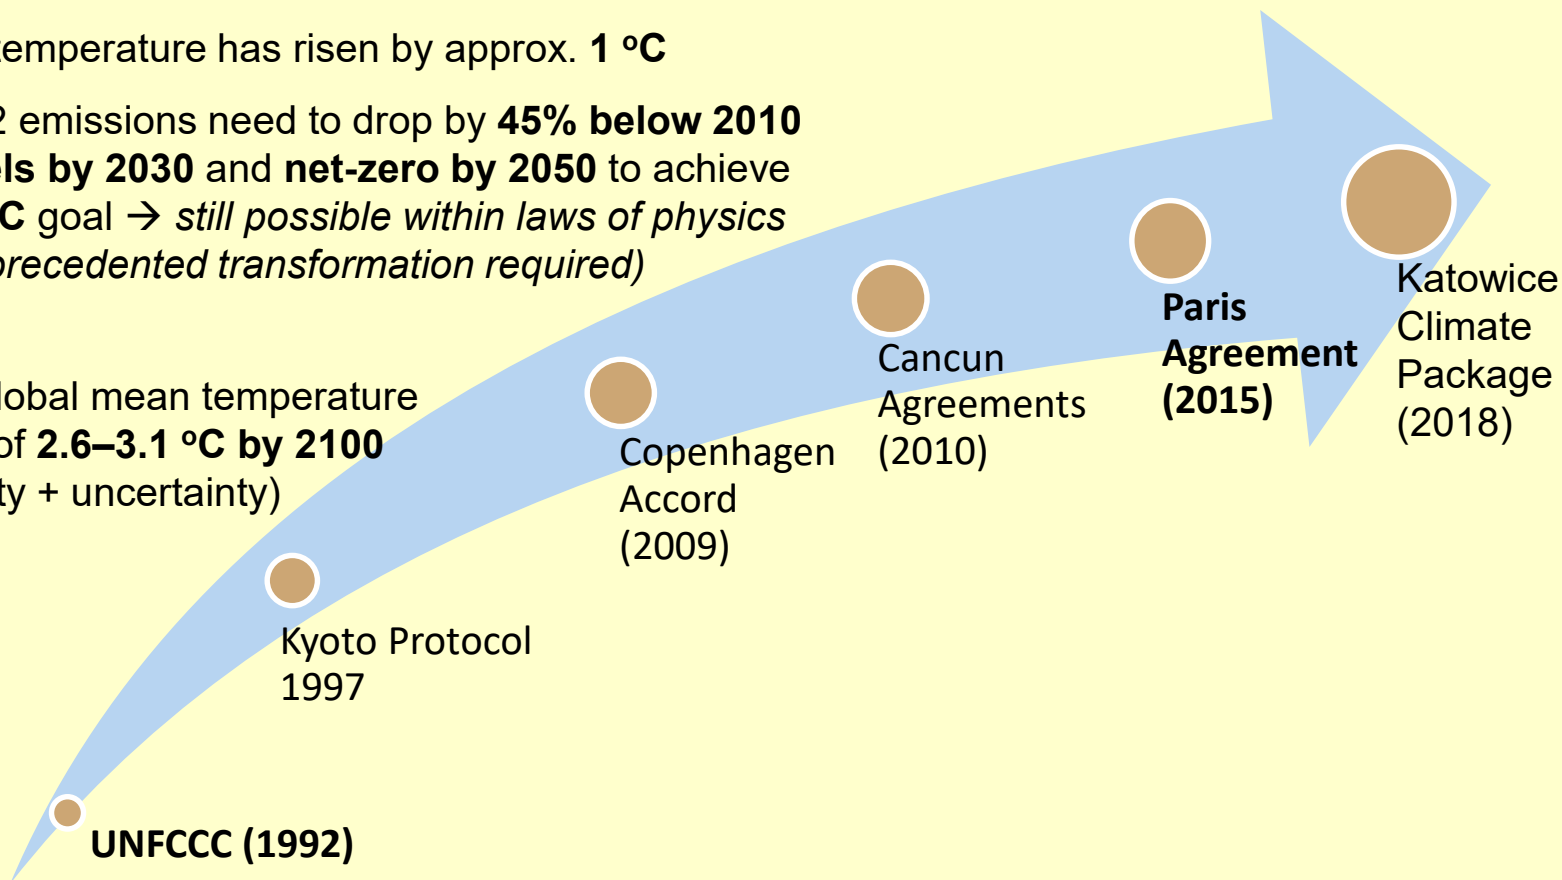 temperature has risen by approx. 1 ºC
2 emissions need to drop by 45% below 2010
els by 2030 and net-zero by 2050 to achieve
C goal → still possible within laws of physics
precedented transformation required)
lobal mean temperature
of 2.6–3.1 ºC by 2100
ty + uncertainty)
Katowice
Climate
Package
(2018)
Paris
Agreement
(2015)
Cancun
Agreements
(2010)
Copenhagen
Accord
(2009)
Kyoto Protocol
1997
UNFCCC (1992)